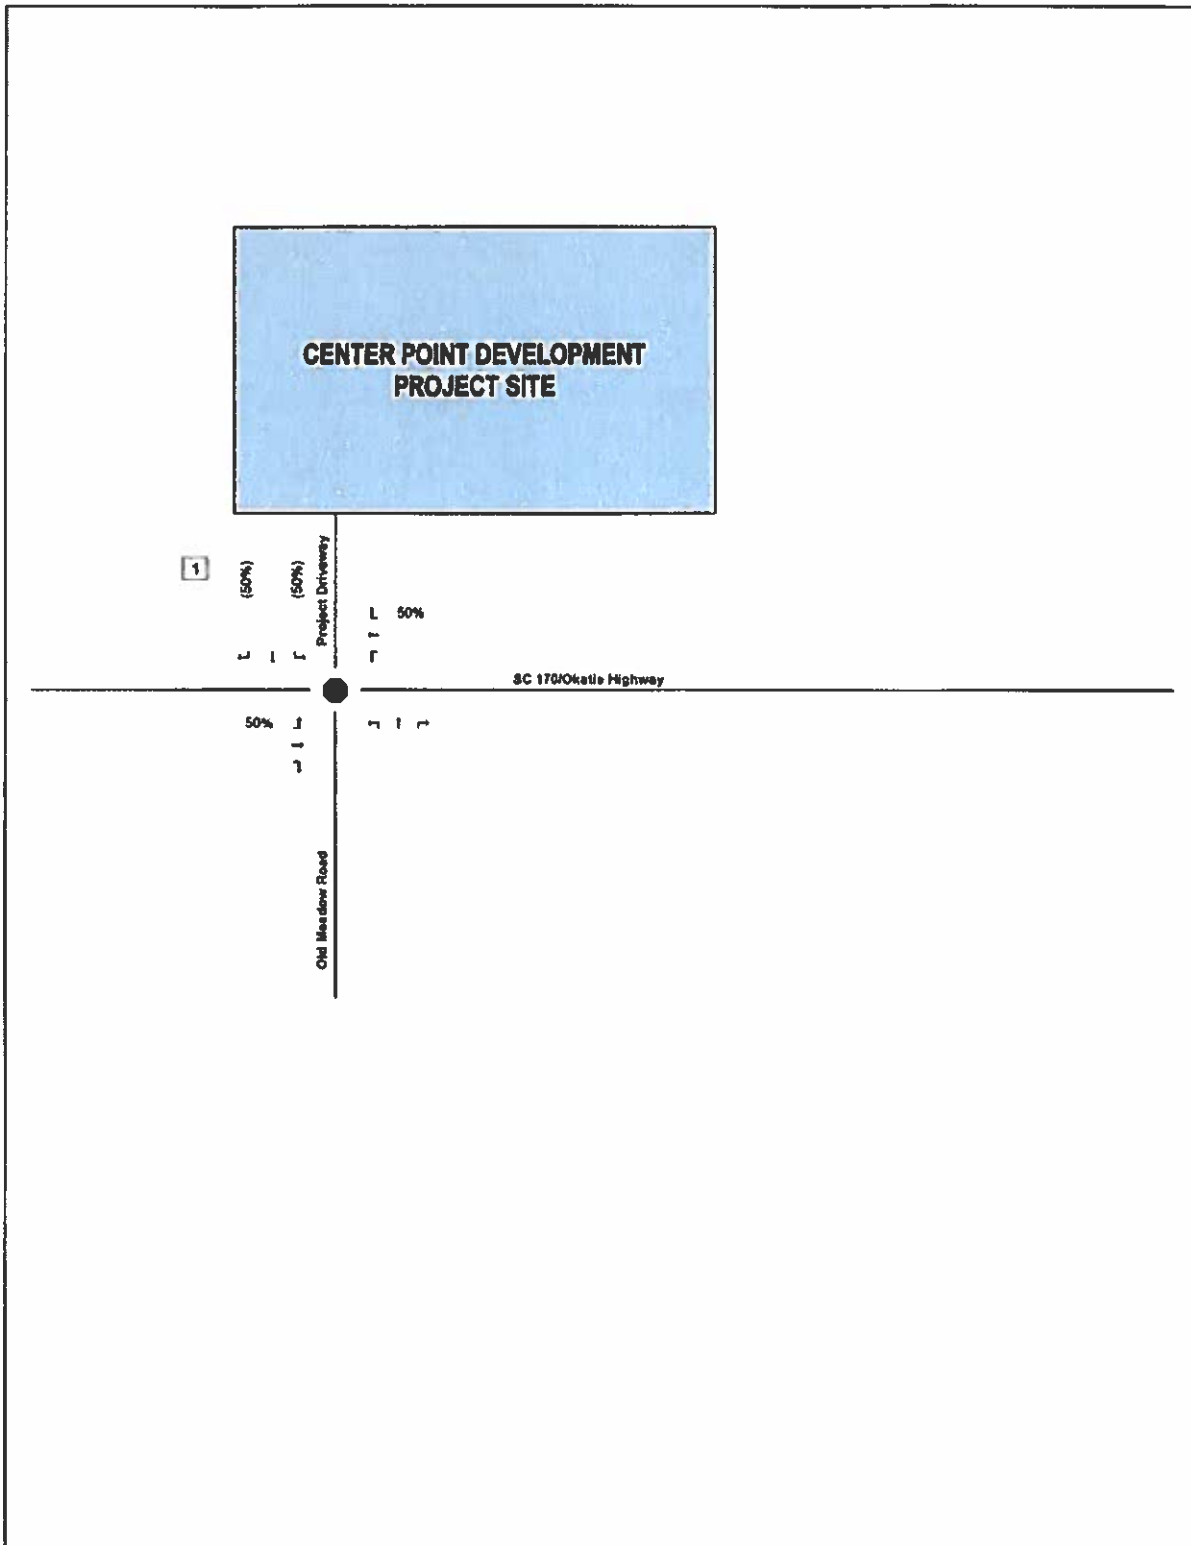 CENTER POINT DEVELOPMENT
PROJECT SITE
1
(50%)
(50%)
Project Driveway
50%
SC 170/Okatie Highway
50%
Old Meadow Road